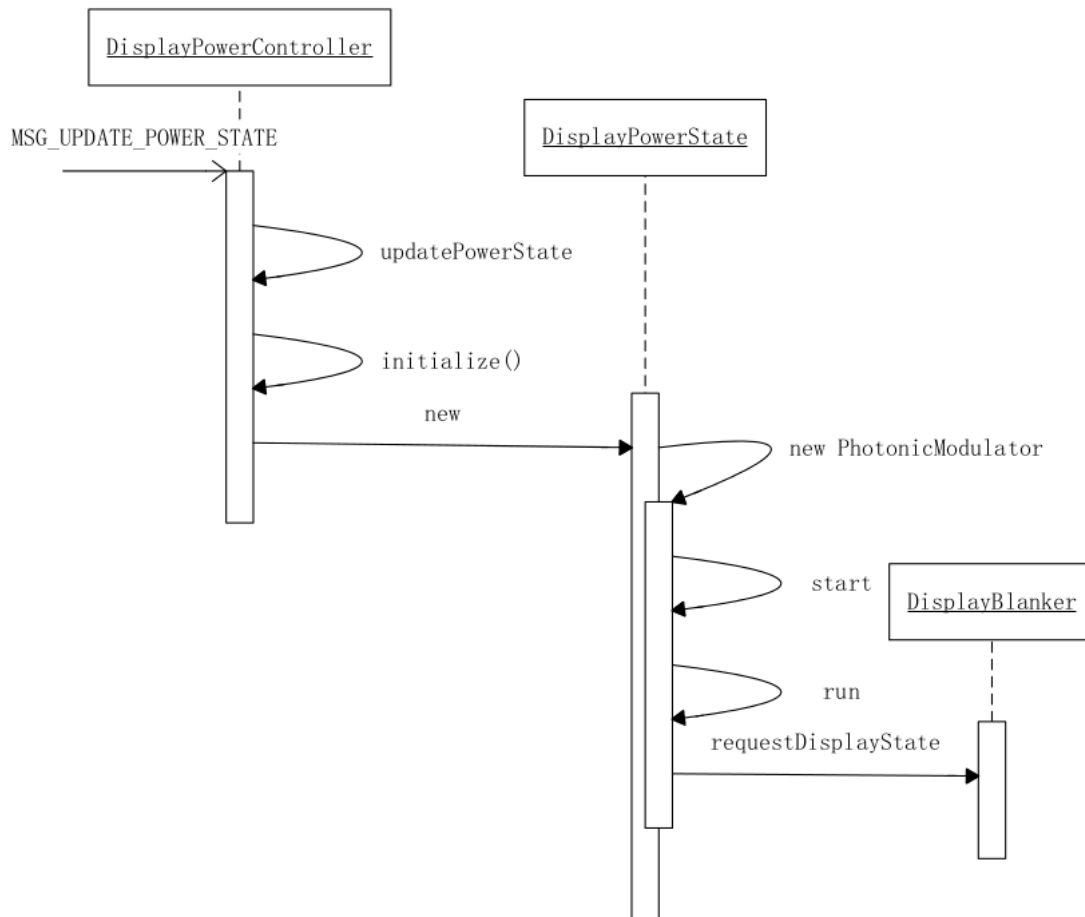 DisplayPowerController
DisplayPowerState
MSG_UPDATE_POWER_STATE
updatePowerState
initialize()
new
new PhotonicModulator
start
DisplayBlanker
run
requestDisplayState